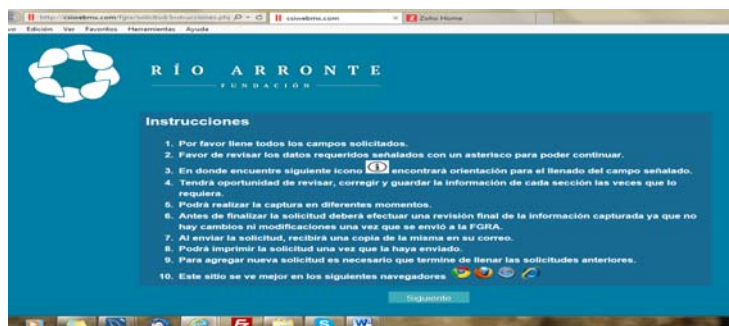 http://csiwebmx.com/fgra/solicitud/Instrucciones.php
csiwebmx.com
Zoho Home
Edición Ver Favoritos Herramientas Ayuda
RÍO ARRONTE
FUNDACIÓN
Instrucciones
1. Por favor llene todos los campos solicitados.
2. Favor de revisar los datos requeridos señalados con un asterisco para poder continuar.
3. En donde encuentre siguiente icono encontrará orientación para el llenado del campo señalado.
4. Tendrá oportunidad de revisar, corregir y guardar la información de cada sección las veces que lo
requiera.
5. Podrá realizar la captura en diferentes momentos.
6. Antes de finalizar la solicitud deberá efectuar una revisión final de la información capturada ya que no
hay cambios ni modificaciones una vez que se envió a la FGRA.
7. Al enviar la solicitud, recibirá una copia de la misma en su correo.
8. Podrá imprimir la solicitud una vez que la haya enviado.
9. Para agregar nueva solicitud es necesario que termine de llenar las solicitudes anteriores.
10. Este sitio se ve mejor en los siguientes navegadores
Siguiente